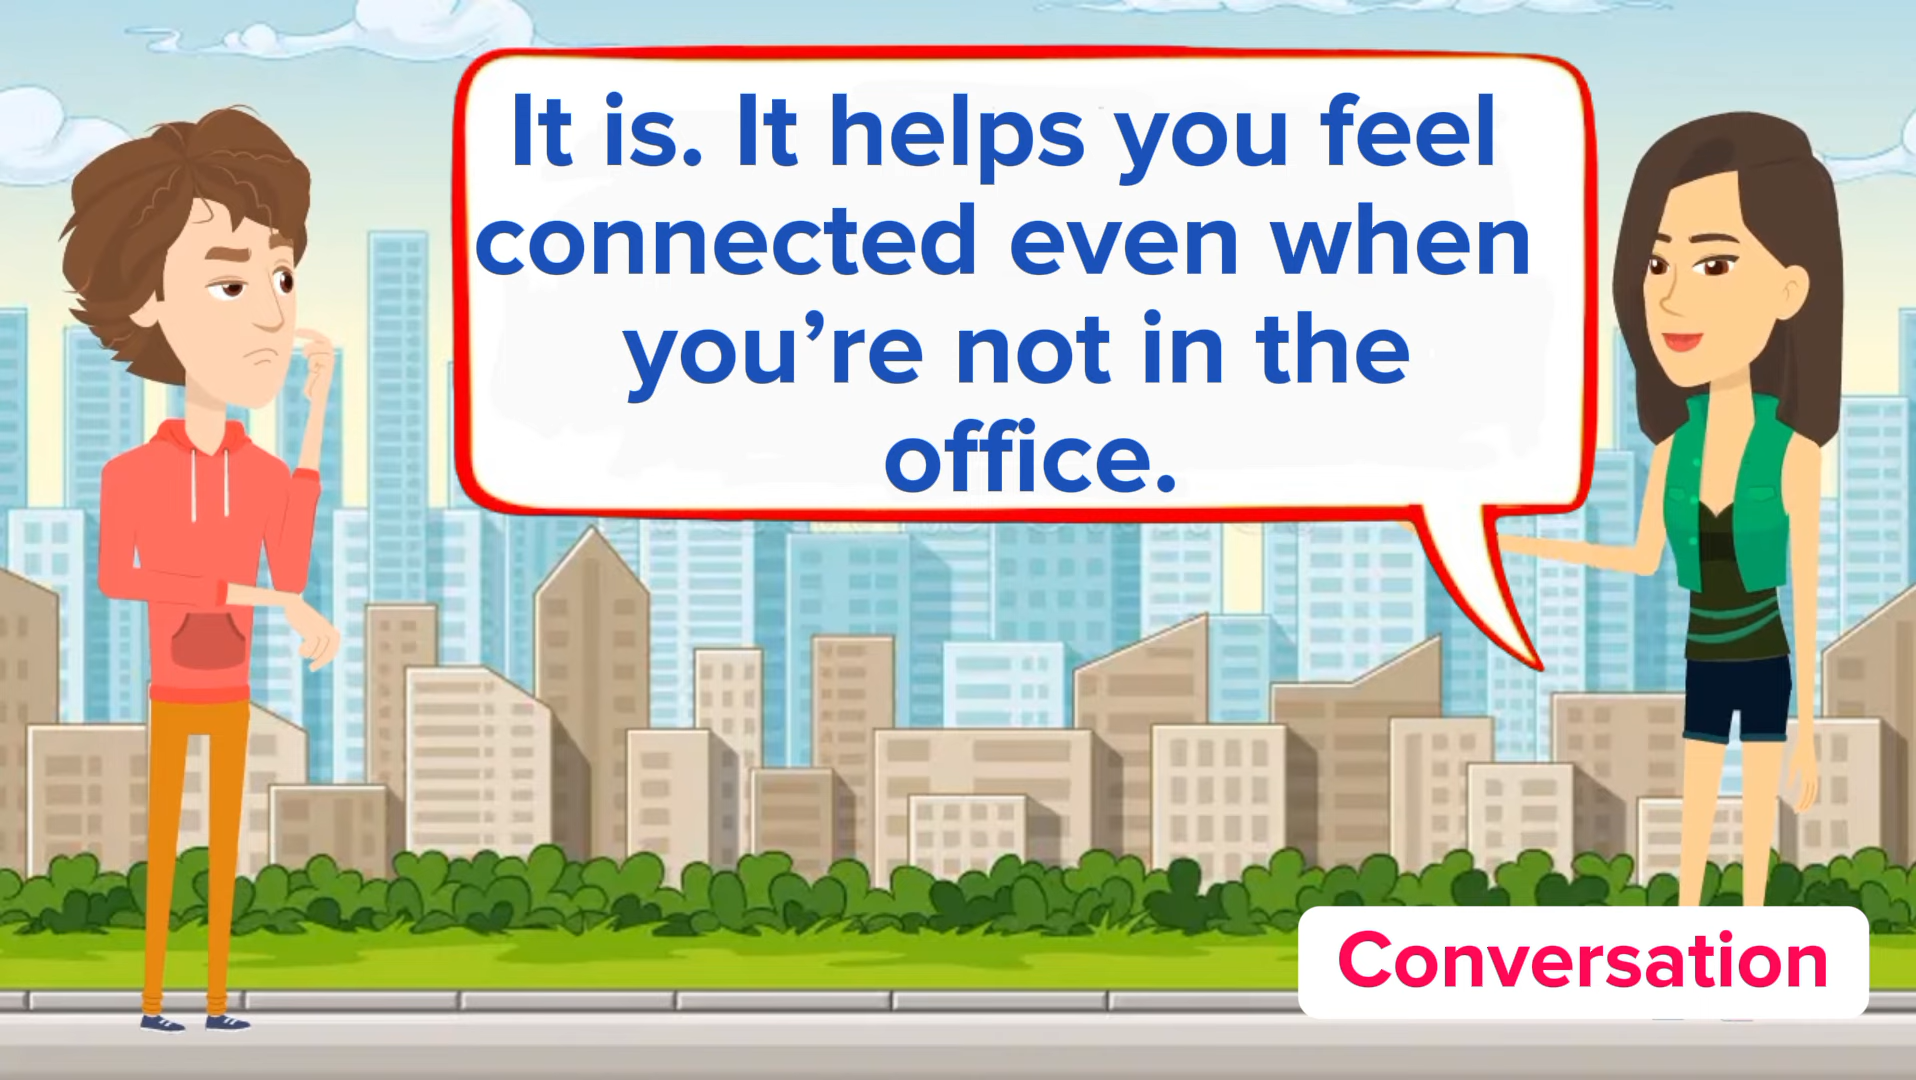 It is. It helps you feel
connected even when
you’re not in the
office.
Conversation